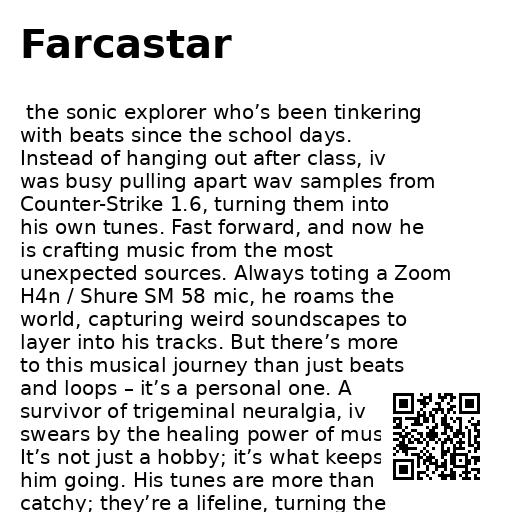 Farcastar
the sonic explorer who’s been tinkering
with beats since the school days.
Instead of hanging out after class, iv
was busy pulling apart wav samples from
Counter-Strike 1.6, turning them into
his own tunes. Fast forward, and now he
is crafting music from the most
unexpected sources. Always toting a Zoom
H4n / Shure SM 58 mic, he roams the
world, capturing weird soundscapes to
layer into his tracks. But there’s more
to this musical journey than just beats
and loops – it’s a personal one. A
survivor of trigeminal neuralgia, iv
swears by the healing power of mus
It’s not just a hobby; it’s what keeps
him going. His tunes are more than
catchy; they’re a lifeline, turning the